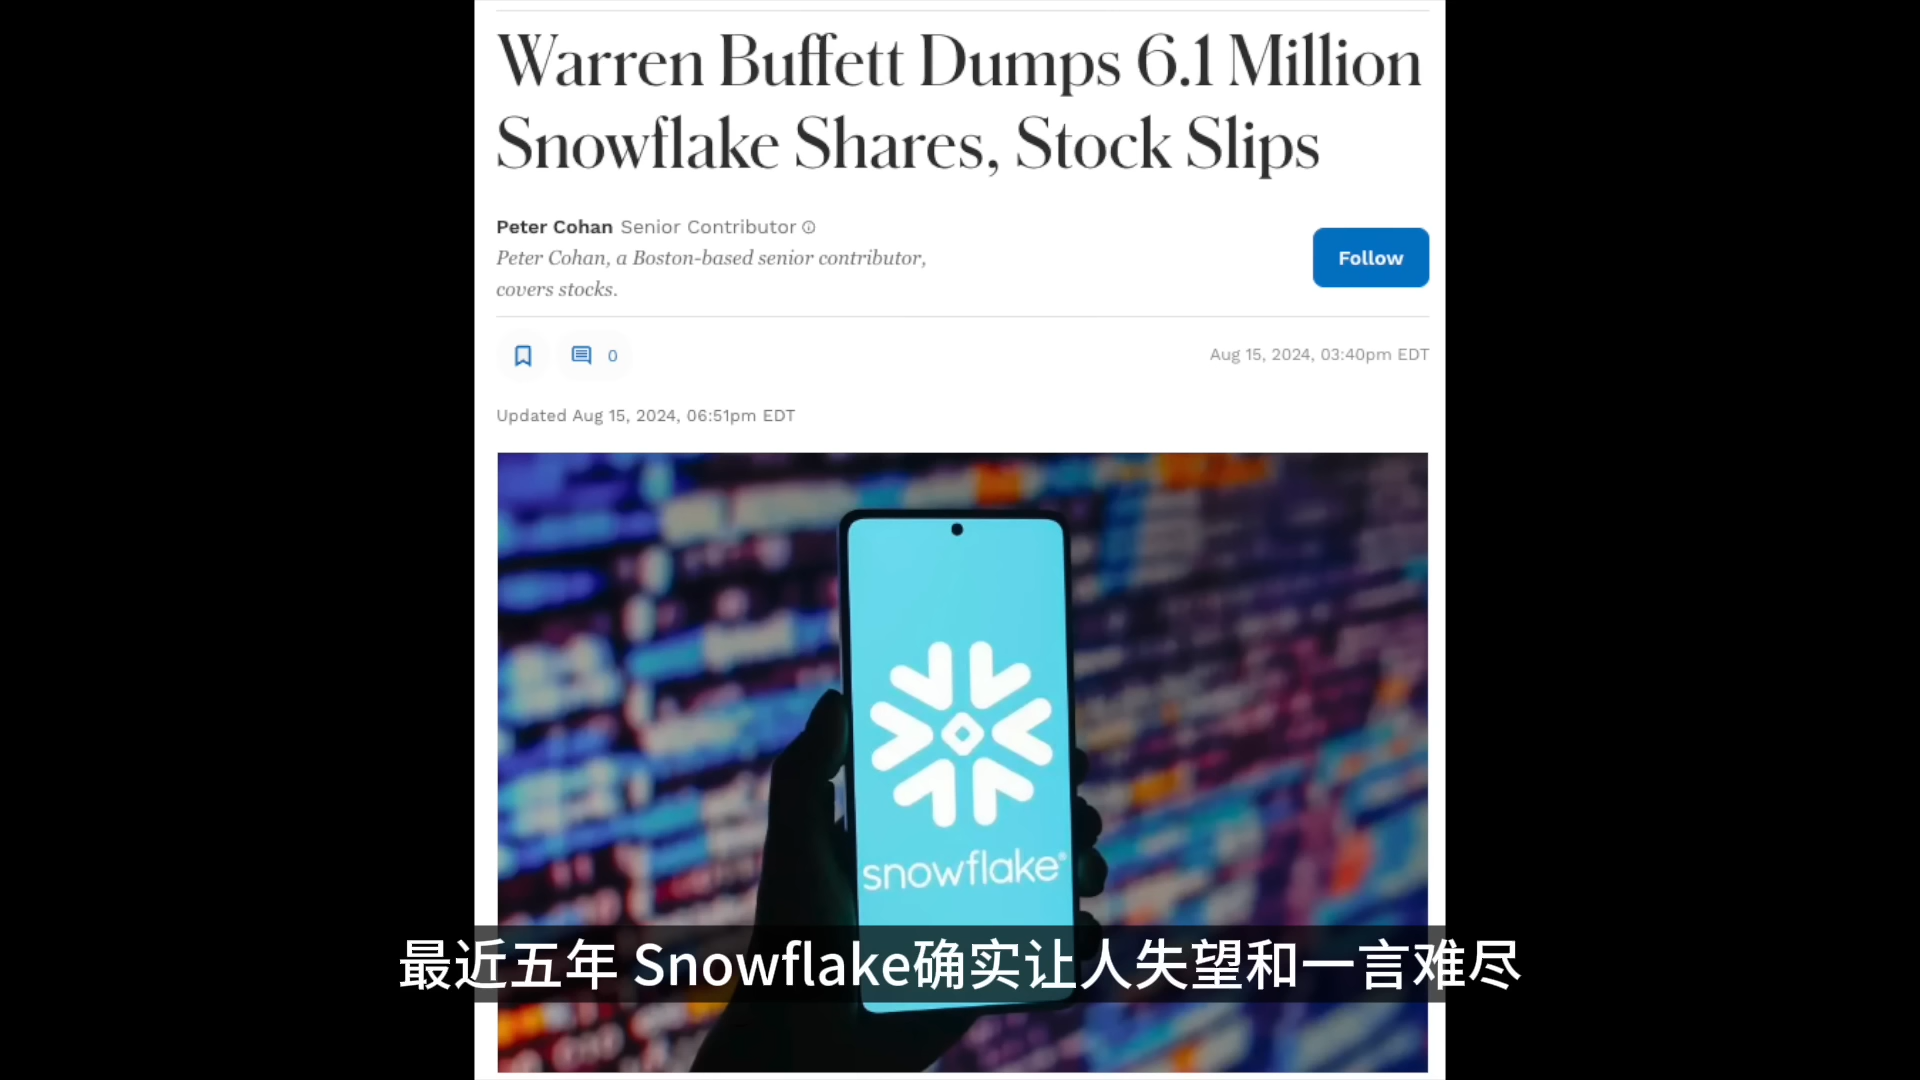 Warren Buffett Dumps 6.1 Million
Snowflake Shares, Stock Slips
Peter Cohan Senior Contributor
Peter Cohan, a Boston-based senior contributor,
covers stocks.
Follow
0
Aug 15, 2024, 03:40pm EDT
Updated Aug 15, 2024, 06:51pm EDT
snowflake®
最近五年 Snowflake确实让人失望和一言难尽